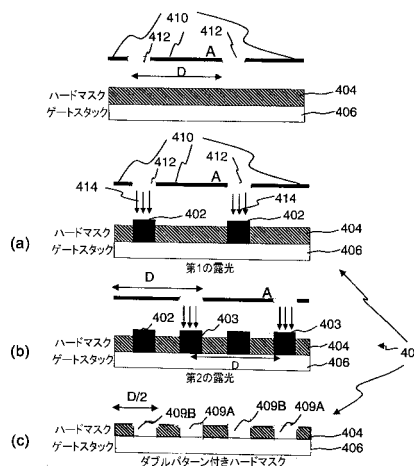 410
412 412
A
D
ハードマスク 404
ゲートスタック 406
410
412 412
A
414 414
402 402
ハードマスク 404
(a) ゲートスタック 406
第1の露光
D
A
402 403
ハードマスク 404
(b) ゲートスタック D 406
第2の露光
D/2 409B 409A 409B 409A
ハードマスク 404
(c) ゲートスタック 406
ダブルパターン付きハードマスク